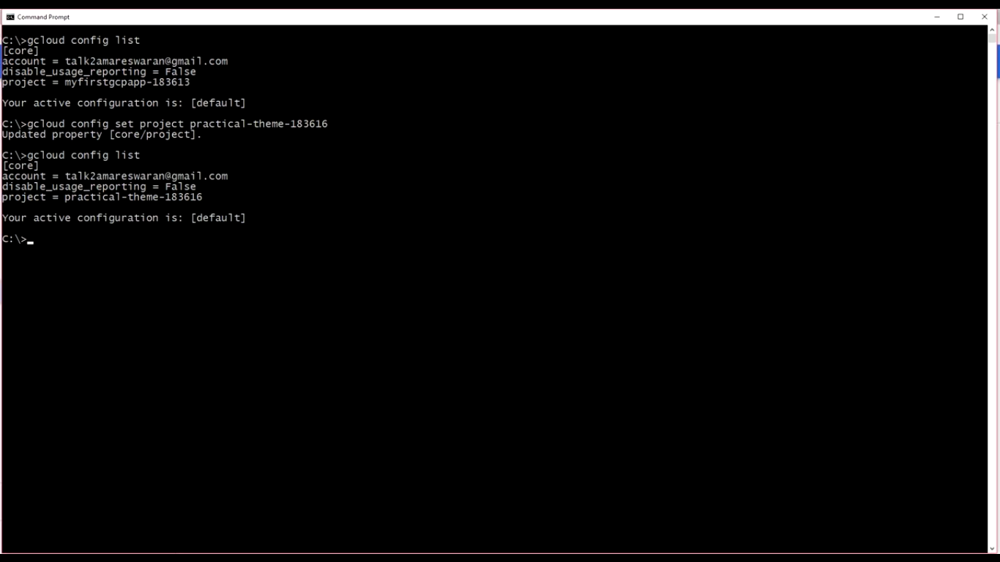 Command Prompt
C:\>gcloud config list
[core]
account = talk2amareswaran@gmail.com
disable_usage_reporting = False
project = myfirstgcpapp-183613
Your active configuration is: [default]
C:\>gcloud config set project practical-theme-183616
Updated property [core/project].
C:\>gcloud config list
[core]
account = talk2amareswaran@gmail.com
disable_usage_reporting = False
project = practical-theme-183616
Your active configuration is: [default]
C:\>